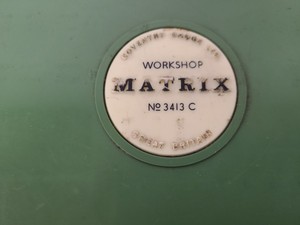 COVENTRY GAUGE LTD
WORKSHOP
MATRIX
Nº 3413 C